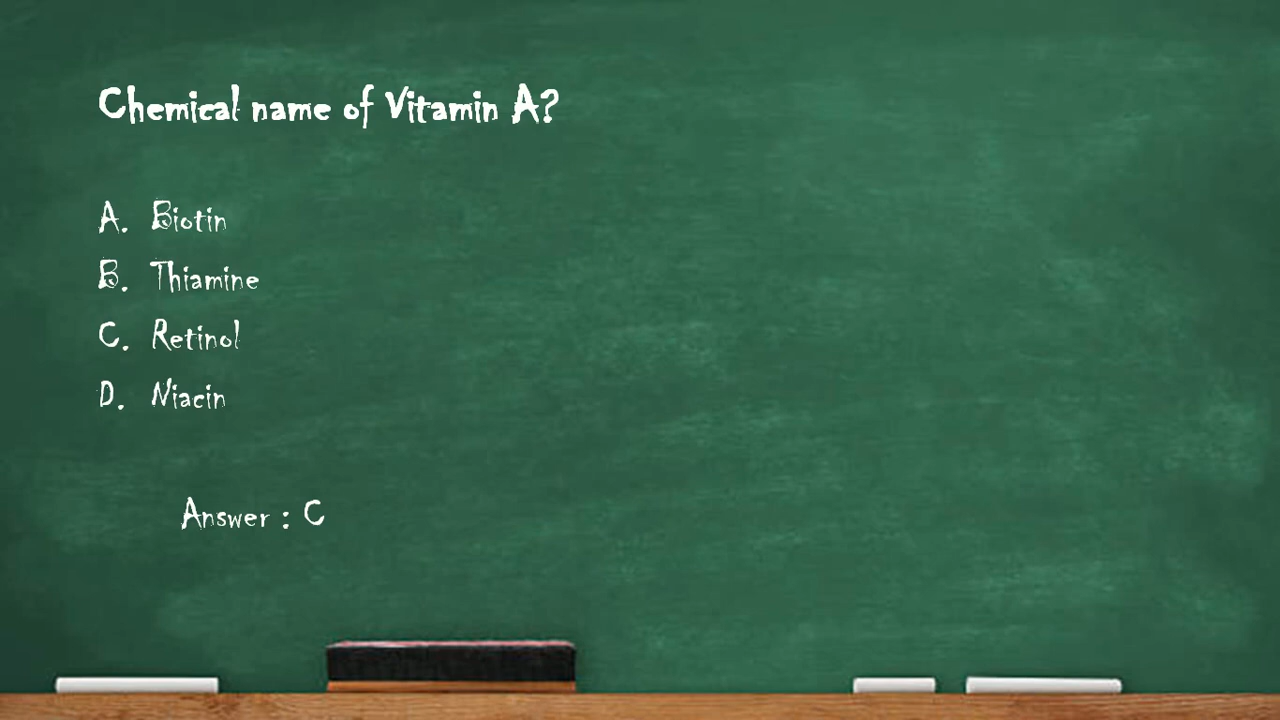 Chemical name of Vitamin A?
A. Biotin
B. Thiamine
C. Retinol
D. Niacin
Answer : C